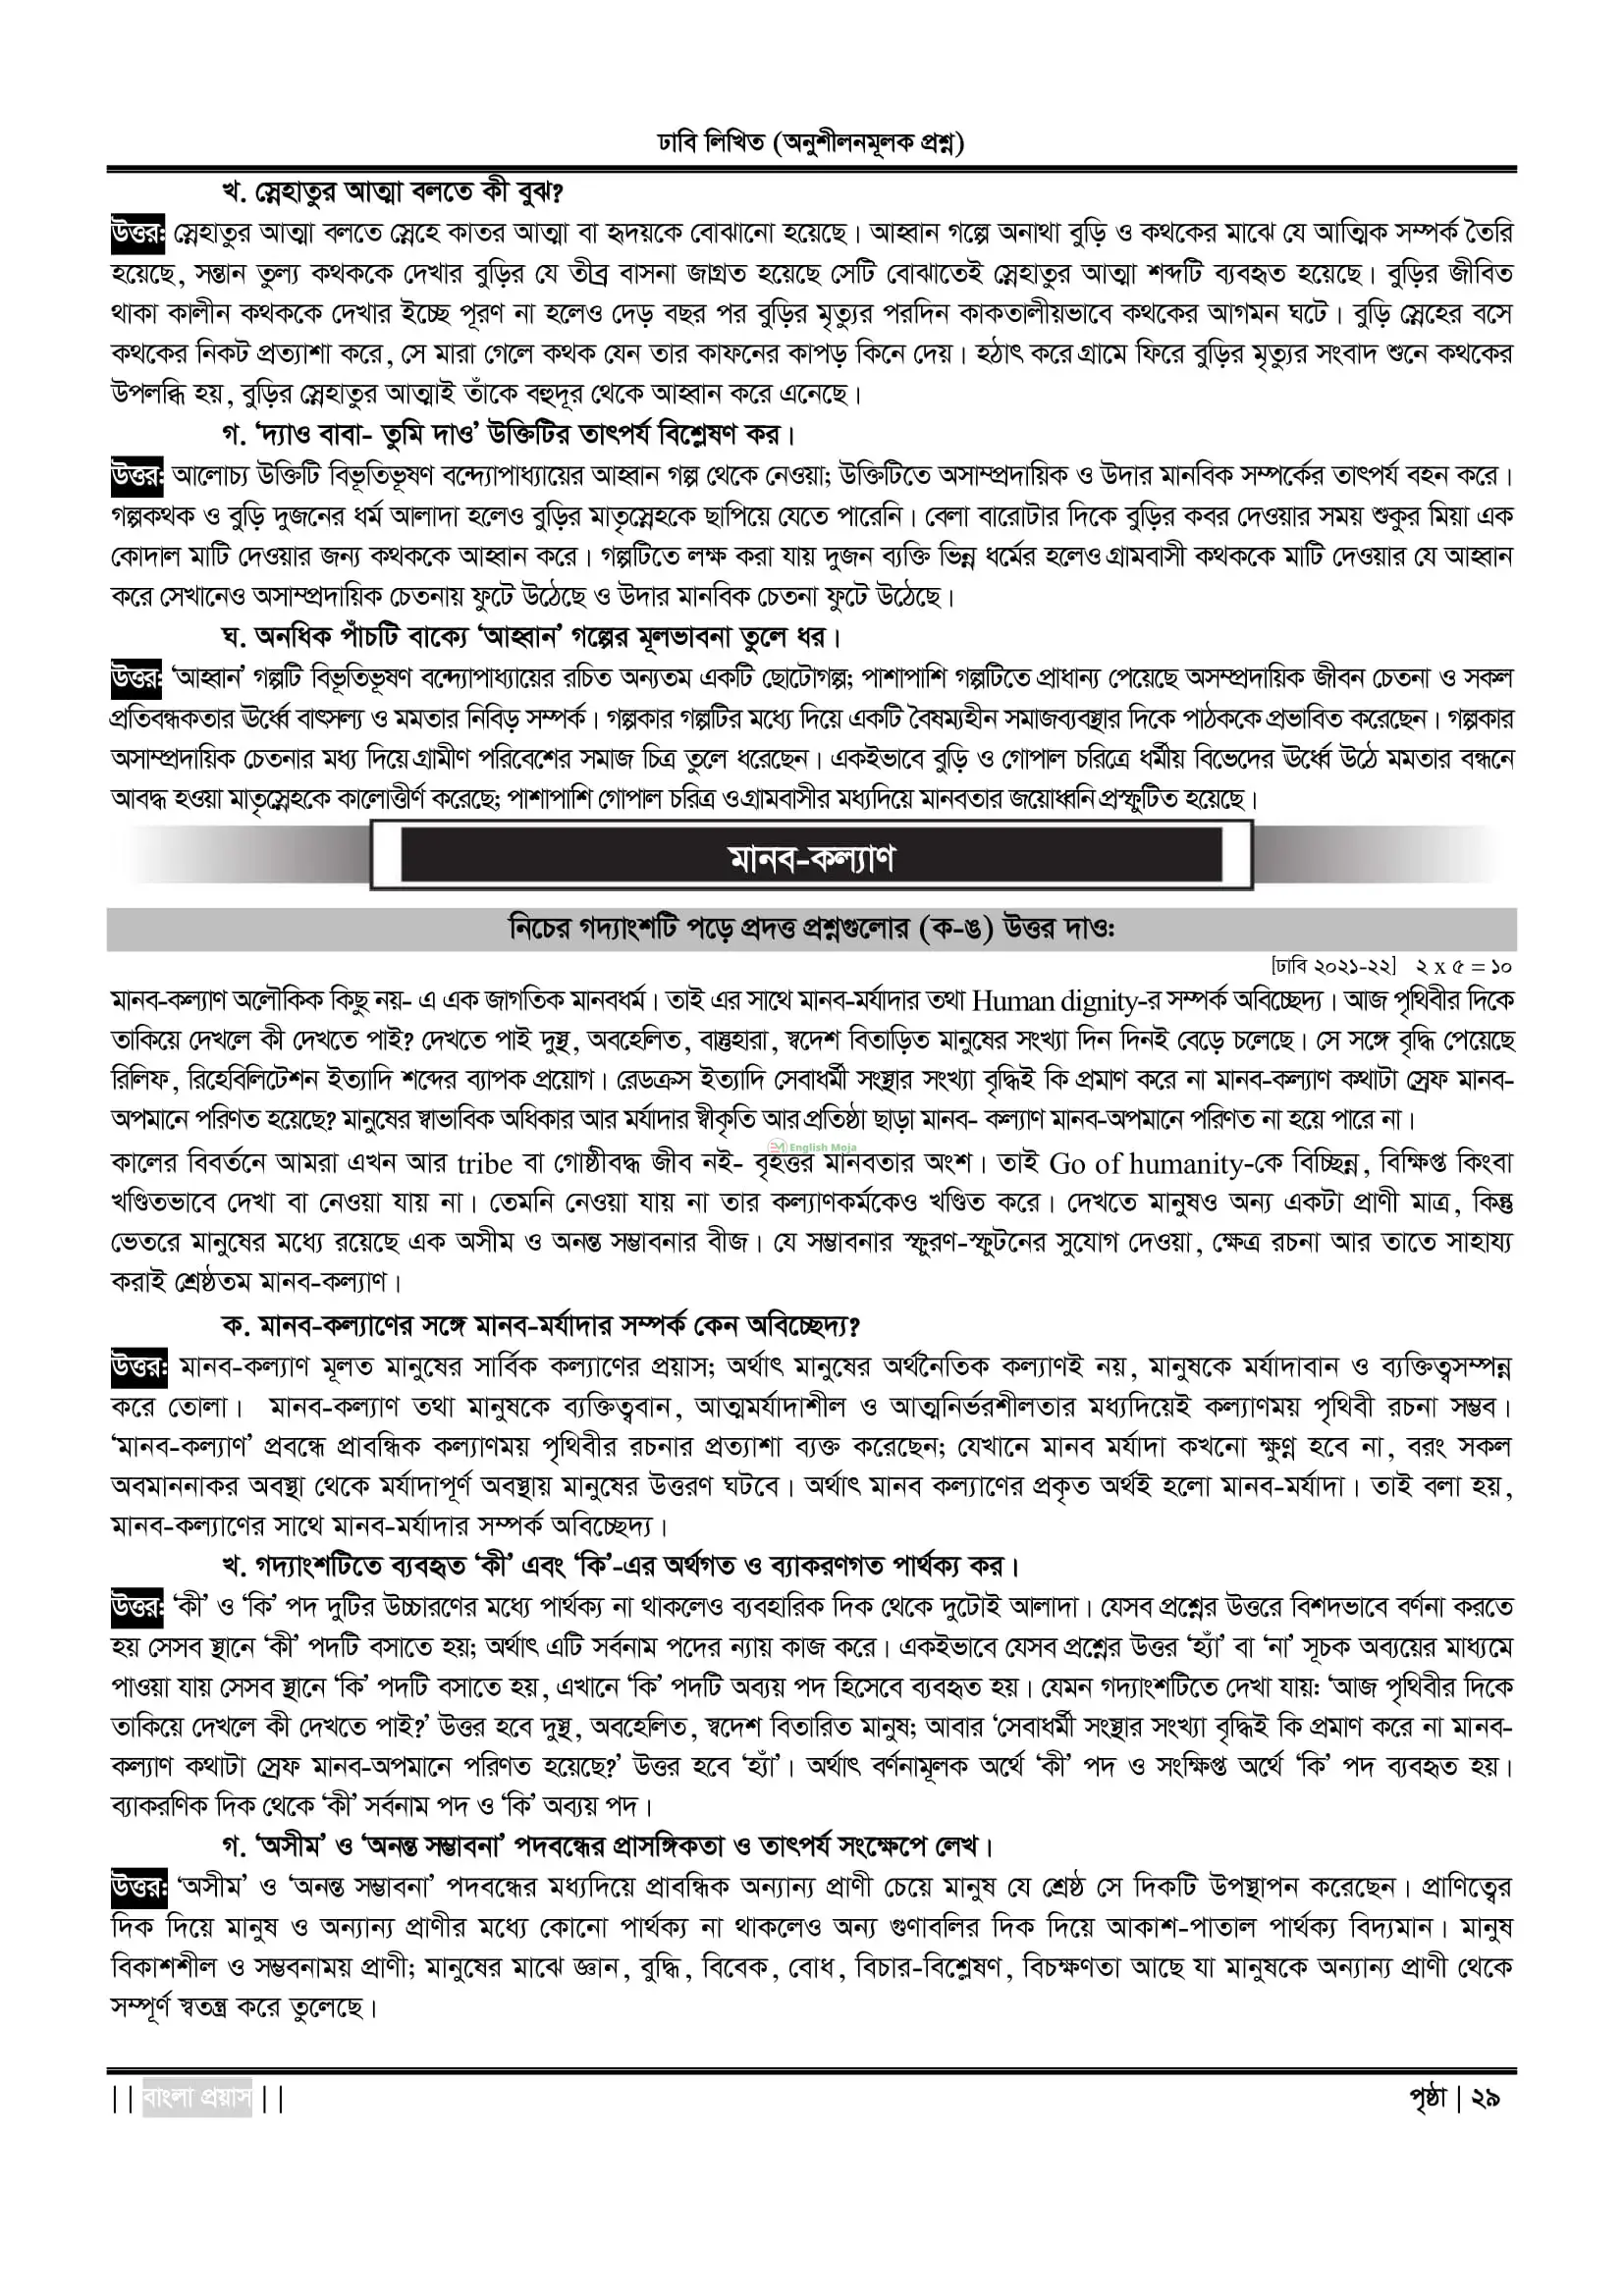 ঢাবি লিখিত (অনুশীলনমূলক প্রশ্ন)
খ. স্নেহাতুর আত্মা বলতে কী বুঝ?
উত্তর: স্নেহাতুর আত্মা বলতে স্নেহে কাতর আত্মা বা হৃদয়কে বোঝানো হয়েছে। আহ্বান গল্পে অনাথা বুড়ি ও কথকের মাঝে যে আত্মিক সম্পর্ক তৈরি
হয়েছে, সন্তান তুল্য কথককে দেখার বুড়ির যে তীব্র বাসনা জাগ্রত হয়েছে সেটি বোঝাতেই স্নেহাতুর আত্মা শব্দটি ব্যবহৃত হয়েছে। বুড়ির জীবিত
থাকা কালীন কথককে দেখার ইচ্ছে পূরণ না হলেও দেড় বছর পর বুড়ির মৃত্যুর পরদিন কাকতালীয়ভাবে কথকের আগমন ঘটে। বুড়ি স্নেহের বসে
কথকের নিকট প্রত্যাশা করে, সে মারা গেলে কথক যেন তার কাফনের কাপড় কিনে দেয়। হঠাৎ করে গ্রামে ফিরে বুড়ির মৃত্যুর সংবাদ শুনে কথকের
উপলব্ধি হয়, বুড়ির স্নেহাতুর আত্মাই তাঁকে বহুদূর থেকে আহ্বান করে এনেছে।
গ. ‘দ্যাও বাবা- তুমি দাও’ উক্তিটির তাৎপর্য বিশ্লেষণ কর।
উত্তর: আলোচ্য উক্তিটি বিভূতিভূষণ বন্দ্যোপাধ্যায়ের আহ্বান গল্প থেকে নেওয়া; উক্তিটিতে অসাম্প্রদায়িক ও উদার মানবিক সম্পর্কের তাৎপর্য বহন করে।
গল্পকথক ও বুড়ি দুজনের ধর্ম আলাদা হলেও বুড়ির মাতৃস্নেহকে ছাপিয়ে যেতে পারেনি। বেলা বারোটার দিকে বুড়ির কবর দেওয়ার সময় শুকুর মিয়া এক
কোদাল মাটি দেওয়ার জন্য কথককে আহ্বান করে। গল্পটিতে লক্ষ করা যায় দুজন ব্যক্তি ভিন্ন ধর্মের হলেও গ্রামবাসী কথককে মাটি দেওয়ার যে আহ্বান
করে সেখানেও অসাম্প্রদায়িক চেতনায় ফুটে উঠেছে ও উদার মানবিক চেতনা ফুটে উঠেছে।
ঘ. অনধিক পাঁচটি বাক্যে ‘আহ্বান’ গল্পের মূলভাবনা তুলে ধর।
উত্তর: ‘আহ্বান’ গল্পটি বিভূতিভূষণ বন্দ্যোপাধ্যায়ের রচিত অন্যতম একটি ছোটোগল্প; পাশাপাশি গল্পটিতে প্রাধান্য পেয়েছে অসম্প্রদায়িক জীবন চেতনা ও সকল
প্রতিবন্ধকতার ঊর্ধ্বে বাৎসল্য ও মমতার নিবিড় সম্পর্ক। গল্পকার গল্পটির মধ্যে দিয়ে একটি বৈষম্যহীন সমাজব্যবস্থার দিকে পাঠককে প্রভাবিত করেছেন। গল্পকার
অসাম্প্রদায়িক চেতনার মধ্য দিয়ে গ্রামীণ পরিবেশের সমাজ চিত্র তুলে ধরেছেন। একইভাবে বুড়ি ও গোপাল চরিত্রে ধর্মীয় বিভেদের ঊর্ধ্বে উঠে মমতার বন্ধনে
আবদ্ধ হওয়া মাতৃস্নেহকে কালোত্তীর্ণ করেছে; পাশাপাশি গোপাল চরিত্র ও গ্রামবাসীর মধ্যদিয়ে মানবতার জয়োধ্বনি প্রস্ফুটিত হয়েছে।
মানব-কল্যাণ
নিচের গদ্যাংশটি পড়ে প্রদত্ত প্রশ্নগুলোর (ক-ঙ) উত্তর দাও:
[ঢাবি ২০২১-২২] ২ x ৫ = ১০
মানব-কল্যাণ অলৌকিক কিছু নয়- এ এক জাগতিক মানবধর্ম। তাই এর সাথে মানব-মর্যাদার তথা Human dignity-র সম্পর্ক অবিচ্ছেদ্য। আজ পৃথিবীর দিকে
তাকিয়ে দেখলে কী দেখতে পাই? দেখতে পাই দুস্থ, অবহেলিত, বাস্তুহারা, স্বদেশ বিতাড়িত মানুষের সংখ্যা দিন দিনই বেড়ে চলেছে। সে সঙ্গে বৃদ্ধি পেয়েছে
রিলিফ, রিহেবিলিটেশন ইত্যাদি শব্দের ব্যাপক প্রয়োগ। রেডক্রস ইত্যাদি সেবাধর্মী সংস্থার সংখ্যা বৃদ্ধিই কি প্রমাণ করে না মানব-কল্যাণ কথাটা স্রেফ মানব-
অপমানে পরিণত হয়েছে? মানুষের স্বাভাবিক অধিকার আর মর্যাদার স্বীকৃতি আর প্রতিষ্ঠা ছাড়া মানব- কল্যাণ মানব-অপমানে পরিণত না হয়ে পারে না।
English Moja
কালের বিবর্তনে আমরা এখন আর tribe বা গোষ্ঠীবদ্ধ জীব নই- বৃহত্তর মানবতার অংশ। তাই Go of humanity-কে বিচ্ছিন্ন, বিক্ষিপ্ত কিংবা
খণ্ডিতভাবে দেখা বা নেওয়া যায় না। তেমনি নেওয়া যায় না তার কল্যাণকর্মকেও খণ্ডিত করে। দেখতে মানুষও অন্য একটা প্রাণী মাত্র, কিন্তু
ভেতরে মানুষের মধ্যে রয়েছে এক অসীম ও অনন্ত সম্ভাবনার বীজ। যে সম্ভাবনার স্ফুরণ-স্ফুটনের সুযোগ দেওয়া, ক্ষেত্র রচনা আর তাতে সাহায্য
করাই শ্রেষ্ঠতম মানব-কল্যাণ।
ক. মানব-কল্যাণের সঙ্গে মানব-মর্যাদার সম্পর্ক কেন অবিচ্ছেদ্য?
উত্তর: মানব-কল্যাণ মূলত মানুষের সার্বিক কল্যাণের প্রয়াস; অর্থাৎ মানুষের অর্থনৈতিক কল্যাণই নয়, মানুষকে মর্যাদাবান ও ব্যক্তিত্বসম্পন্ন
করে তোলা। মানব-কল্যাণ তথা মানুষকে ব্যক্তিত্ববান, আত্মমর্যাদাশীল ও আত্মনির্ভরশীলতার মধ্যদিয়েই কল্যাণময় পৃথিবী রচনা সম্ভব।
‘মানব-কল্যাণ’ প্রবন্ধে প্রাবন্ধিক কল্যাণময় পৃথিবীর রচনার প্রত্যাশা ব্যক্ত করেছেন; যেখানে মানব মর্যাদা কখনো ক্ষুণ্ণ হবে না, বরং সকল
অবমাননাকর অবস্থা থেকে মর্যাদাপূর্ণ অবস্থায় মানুষের উত্তরণ ঘটবে। অর্থাৎ মানব কল্যাণের প্রকৃত অর্থই হলো মানব-মর্যাদা। তাই বলা হয়,
মানব-কল্যাণের সাথে মানব-মর্যাদার সম্পর্ক অবিচ্ছেদ্য।
খ. গদ্যাংশটিতে ব্যবহৃত ‘কী’ এবং ‘কি’-এর অর্থগত ও ব্যাকরণগত পার্থক্য কর।
উত্তর: ‘কী’ ও ‘কি’ পদ দুটির উচ্চারণের মধ্যে পার্থক্য না থাকলেও ব্যবহারিক দিক থেকে দুটোই আলাদা। যেসব প্রশ্নের উত্তরে বিশদভাবে বর্ণনা করতে
হয় সেসব স্থানে ‘কী’ পদটি বসাতে হয়; অর্থাৎ এটি সর্বনাম পদের ন্যায় কাজ করে। একইভাবে যেসব প্রশ্নের উত্তর ‘হ্যাঁ’ বা ‘না’ সূচক অব্যয়ের মাধ্যমে
পাওয়া যায় সেসব স্থানে ‘কি’ পদটি বসাতে হয়, এখানে ‘কি’ পদটি অব্যয় পদ হিসেবে ব্যবহৃত হয়। যেমন গদ্যাংশটিতে দেখা যায়: ‘আজ পৃথিবীর দিকে
তাকিয়ে দেখলে কী দেখতে পাই?’ উত্তর হবে দুস্থ, অবহেলিত, স্বদেশ বিতারিত মানুষ; আবার ‘সেবাধর্মী সংস্থার সংখ্যা বৃদ্ধিই কি প্রমাণ করে না মানব-
কল্যাণ কথাটা স্রেফ মানব-অপমানে পরিণত হয়েছে?’ উত্তর হবে ‘হ্যাঁ’। অর্থাৎ বর্ণনামূলক অর্থে ‘কী’ পদ ও সংক্ষিপ্ত অর্থে ‘কি’ পদ ব্যবহৃত হয়।
ব্যাকরণিক দিক থেকে ‘কী’ সর্বনাম পদ ও ‘কি’ অব্যয় পদ।
গ. ‘অসীম’ ও ‘অনন্ত সম্ভাবনা’ পদবন্ধের প্রাসঙ্গিকতা ও তাৎপর্য সংক্ষেপে লেখ।
উত্তর: ‘অসীম’ ও ‘অনন্ত সম্ভাবনা’ পদবন্ধের মধ্যদিয়ে প্রাবন্ধিক অন্যান্য প্রাণী চেয়ে মানুষ যে শ্রেষ্ঠ সে দিকটি উপস্থাপন করেছেন। প্রাণিত্বের
দিক দিয়ে মানুষ ও অন্যান্য প্রাণীর মধ্যে কোনো পার্থক্য না থাকলেও অন্য গুণাবলির দিক দিয়ে আকাশ-পাতাল পার্থক্য বিদ্যমান। মানুষ
বিকাশশীল ও সম্ভবনাময় প্রাণী; মানুষের মাঝে জ্ঞান, বুদ্ধি, বিবেক, বোধ, বিচার-বিশ্লেষণ, বিচক্ষণতা আছে যা মানুষকে অন্যান্য প্রাণী থেকে
সম্পূর্ণ স্বতন্ত্র করে তুলেছে।
|| বাংলা প্রয়াস ||
পৃষ্ঠা | ২৯